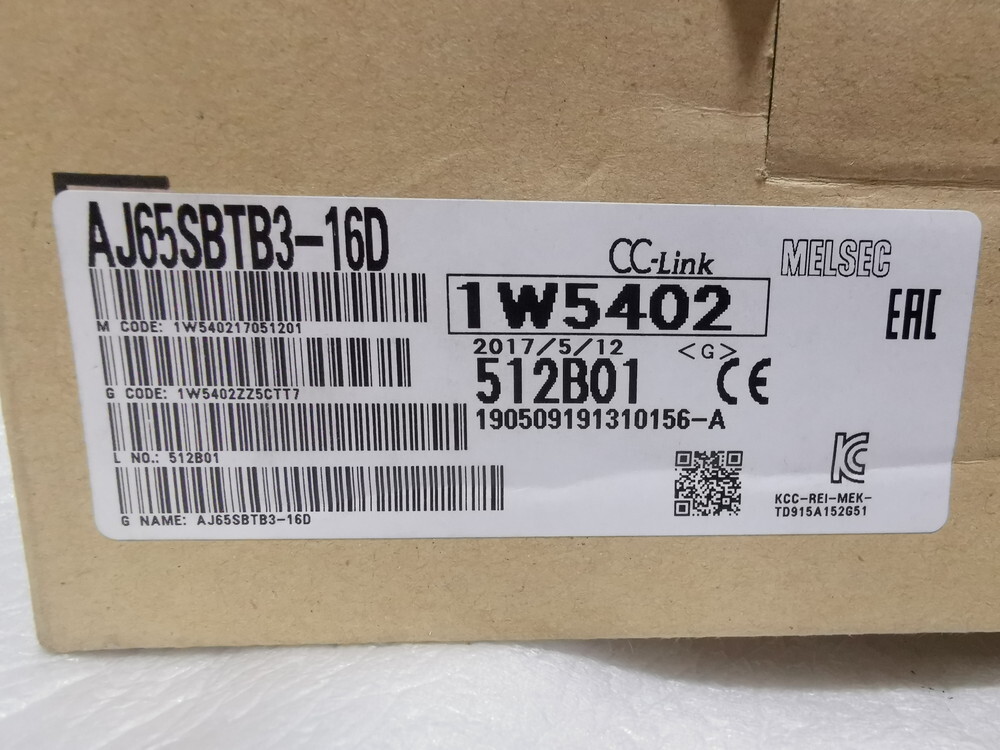 AJ65SBTB3-16D
CC-Link
MELSEC
M CODE: 1W540217051201
1W5402
EAC
2017/5/12 <G>
G CODE: 1W5402ZZ5CTT7
512B01
CE
190509191310156-A
L NO.: 512B01
G NAME: AJ65SBTB3-16D
KCC-REI-MEK-
TD915A152G51